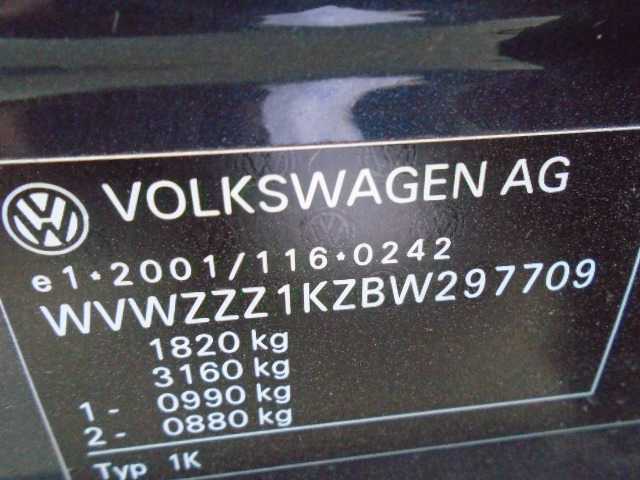 VOLKSWAGEN AG
e1*2001/116*0242
WVWZZZ1KZBW297709
1820 kg
3160 kg
1 - 0990 kg
2 - 0880 kg
Typ 1K